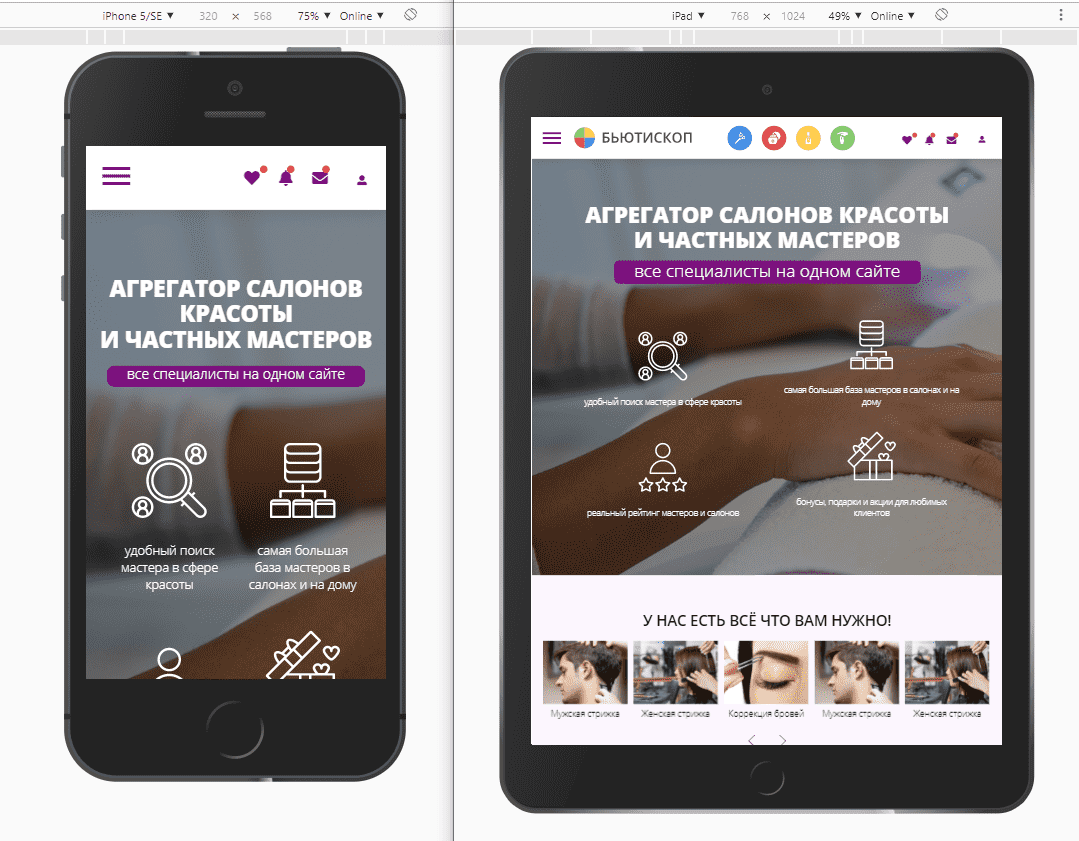 iPhone 5/SE ▼ 320 × 568 75% ▼ Online ▼
АГРЕГАТОР САЛОНОВ
КРАСОТЫ
И ЧАСТНЫХ МАСТЕРОВ
все специалисты на одном сайте
удобный поиск
мастера в сфере
красоты
самая большая
база мастеров в
салонах и на дому
iPad ▼ 768 × 1024 49% ▼ Online ▼
БЬЮТИСКОП
АГРЕГАТОР САЛОНОВ КРАСОТЫ
И ЧАСТНЫХ МАСТЕРОВ
все специалисты на одном сайте
удобный поиск мастера в сфере красоты
самая большая база мастеров в салонах и на
дому
реальный рейтинг мастеров и салонов
бонусы, подарки и акции для любимых
клиентов
У НАС ЕСТЬ ВСЁ ЧТО ВАМ НУЖНО!
Мужская стрижка Женская стрижка Коррекция бровей Мужская стрижка Женская стрижка